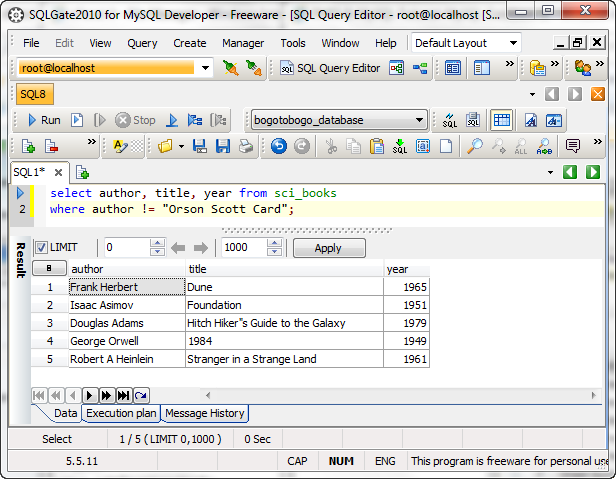 SQLGate2010 for MySQL Developer - Freeware - [SQL Query Editor - root@localhost [S...
File Edit View Query Create Manager Tools Window Help Default Layout
root@localhost SQL Query Editor
SQL8
Run Stop bogotobogo_database SQL
SQL
SQL1*
select author, title, year from sci_books
2 where author != "Orson Scott Card";
Result
LIMIT 0 1000 Apply
author title year
1 Frank Herbert Dune 1965
2 Isaac Asimov Foundation 1951
3 Douglas Adams Hitch Hiker"s Guide to the Galaxy 1979
4 George Orwell 1984 1949
5 Robert A Heinlein Stranger in a Strange Land 1961
Data Execution plan Message History
Select 1 / 5 ( LIMIT 0,1000 ) 0 Sec
5.5.11 CAP NUM ENG This program is freeware for personal use